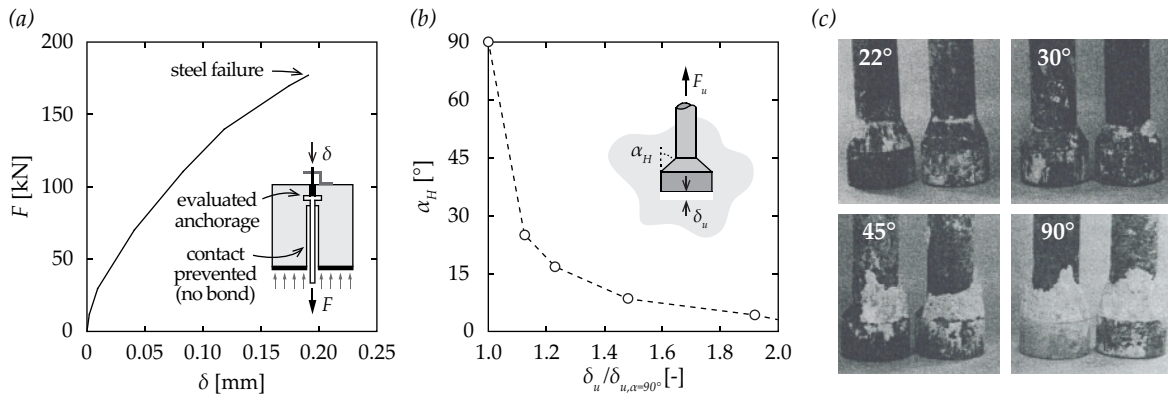 (a)
200
150
100
50
0
F [kN]
0
0.05
0.10
0.15
0.20
0.25
δ [mm]
steel failure
δ
evaluated
anchorage
contact
prevented
(no bond)
F
(b)
90
60
45
30
15
0
α_H [°]
1.0
1.2
1.4
1.6
1.8
2.0
δ_u/δ_{u,α=90°} [-]
F_u
α_H
δ_u
(c)
22°
30°
45°
90°